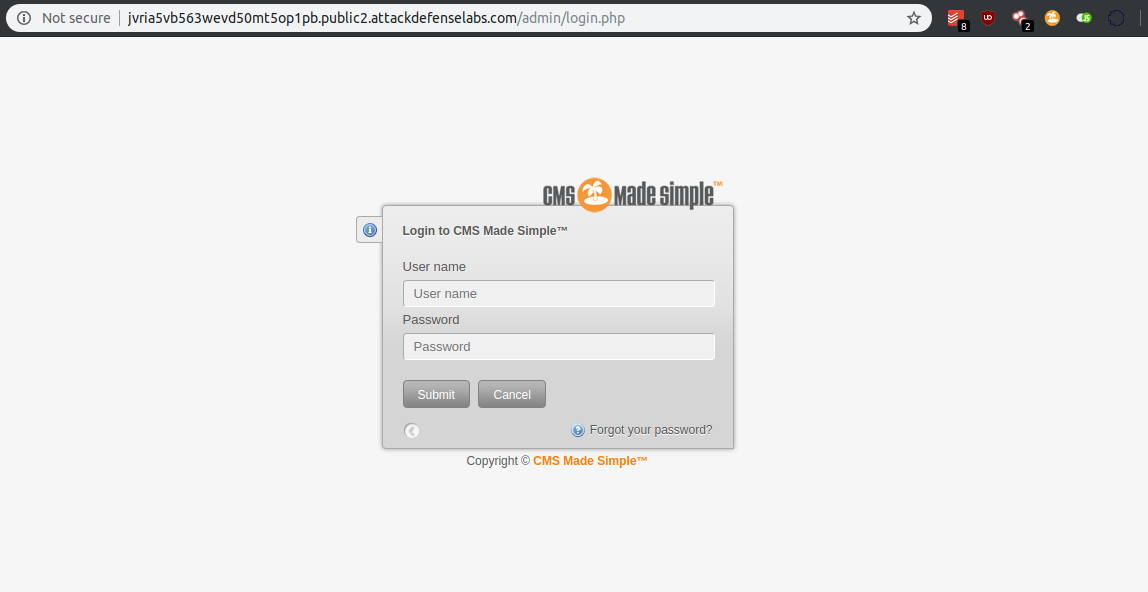 Not secure | jvria5vb563wevd50mt5op1pb.public2.attackdefenselabs.com/admin/login.php
8
2
CMS Made Simple™
Login to CMS Made Simple™
User name
User name
Password
Password
Submit Cancel
Forgot your password?
Copyright © CMS Made Simple™